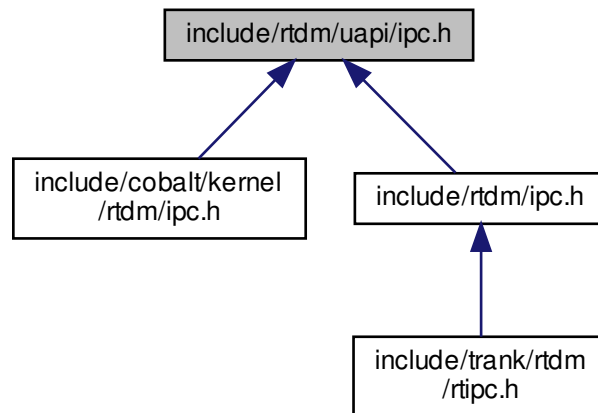 include/rtdm/uapi/ipc.h
include/cobalt/kernel
/rtdm/ipc.h
include/rtdm/ipc.h
include/trank/rtdm
/rtipc.h